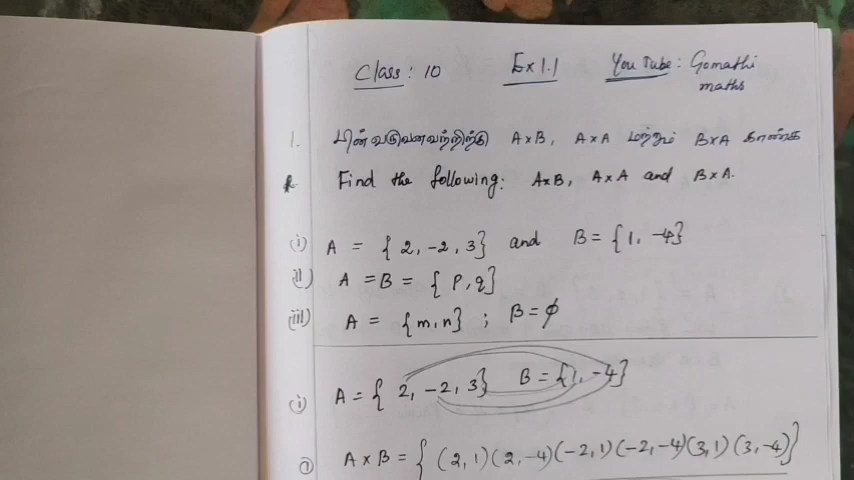 Class: 10 Ex 1.1 You Tube: Gomathi
maths
1. பின்வருவனவற்றிற்கு A×B, A×A மற்றும் B×A காண்க
Find the following: A×B, A×A and B×A.
(i) A = {2, -2, 3} and B = {1, -4}
ii) A = B = {p, q}
(iii) A = {m, n} ; B = ϕ
(i) A = {2, -2, 3} B = {1, -4}
A × B = {(2, 1) (2, -4) (-2, 1) (-2, -4) (3, 1) (3, -4)}